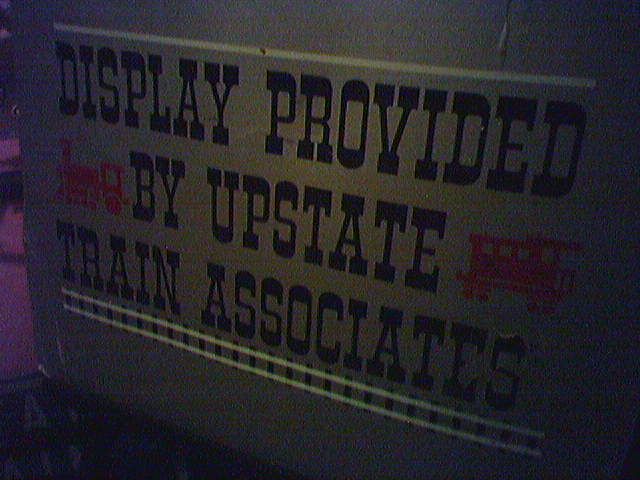 DISPLAY PROVIDED
BY UPSTATE
TRAIN ASSOCIATES